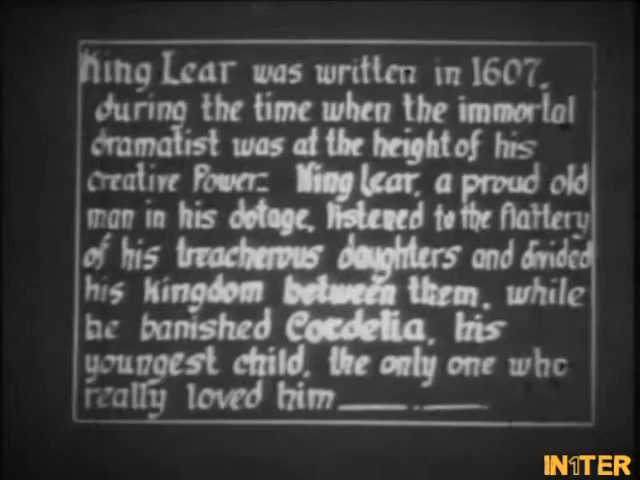 King Lear was written in 1607,
during the time when the immortal
dramatist was at the height of his
creative Power- King Lear, a proud old
man in his dotage, listened to the flattery
of his treacherous daughters and divided
his kingdom between them, while
he banished Cordelia, his
youngest child, the only one who
really loved him
IN1TER